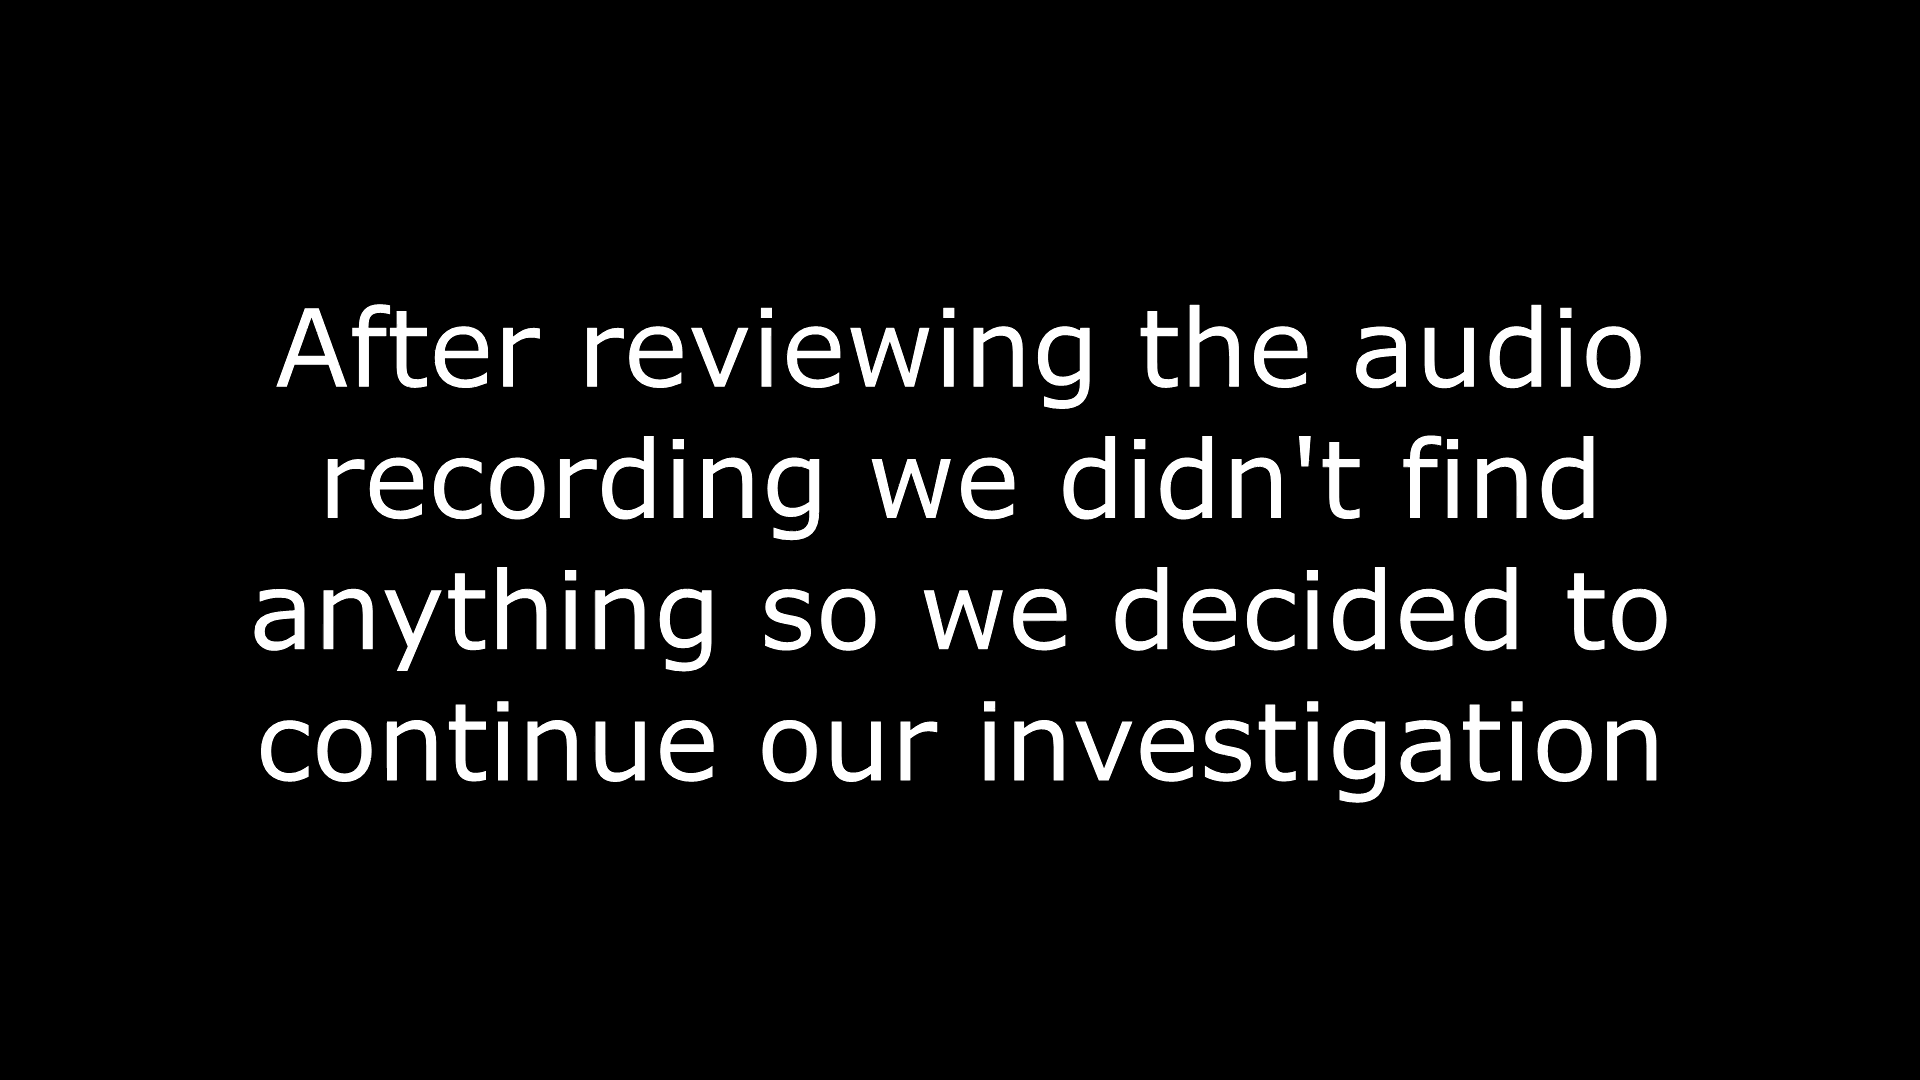 After reviewing the audio
recording we didn't find
anything so we decided to
continue our investigation